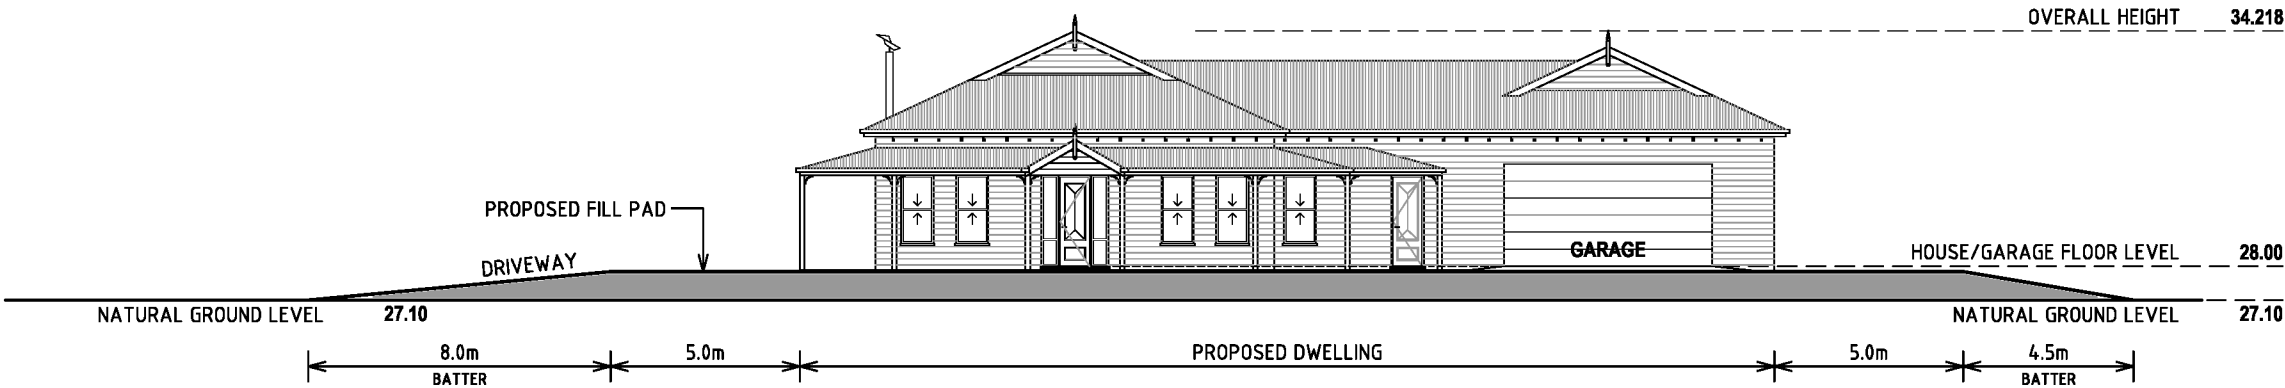 OVERALL HEIGHT 34.218
PROPOSED FILL PAD
DRIVEWAY
GARAGE
HOUSE/GARAGE FLOOR LEVEL 28.00
NATURAL GROUND LEVEL 27.10
NATURAL GROUND LEVEL 27.10
8.0m
5.0m
PROPOSED DWELLING
5.0m
4.5m
BATTER
BATTER